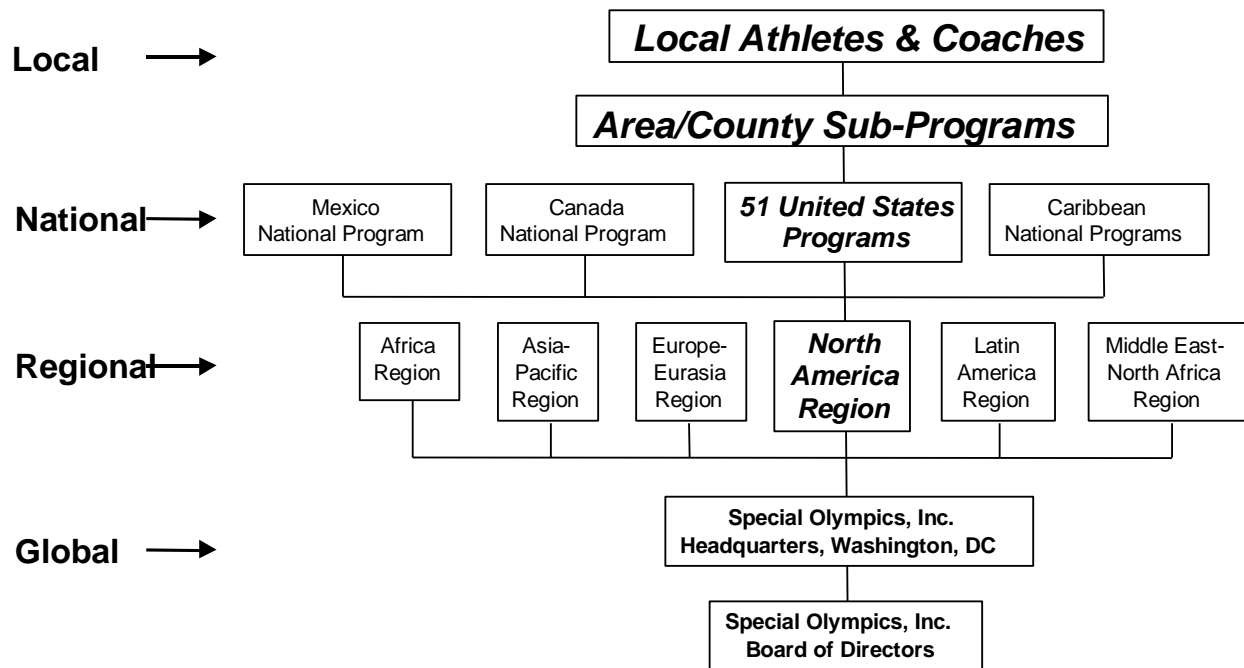 Local
Local Athletes & Coaches
Area/County Sub-Programs
National
Mexico
National Program
Canada
National Program
51 United States
Programs
Caribbean
National Programs
Regional
Africa
Region
Asia-
Pacific
Region
Europe-
Eurasia
Region
North
America
Region
Latin
America
Region
Middle East-
North Africa
Region
Global
Special Olympics, Inc.
Headquarters, Washington, DC
Special Olympics, Inc.
Board of Directors